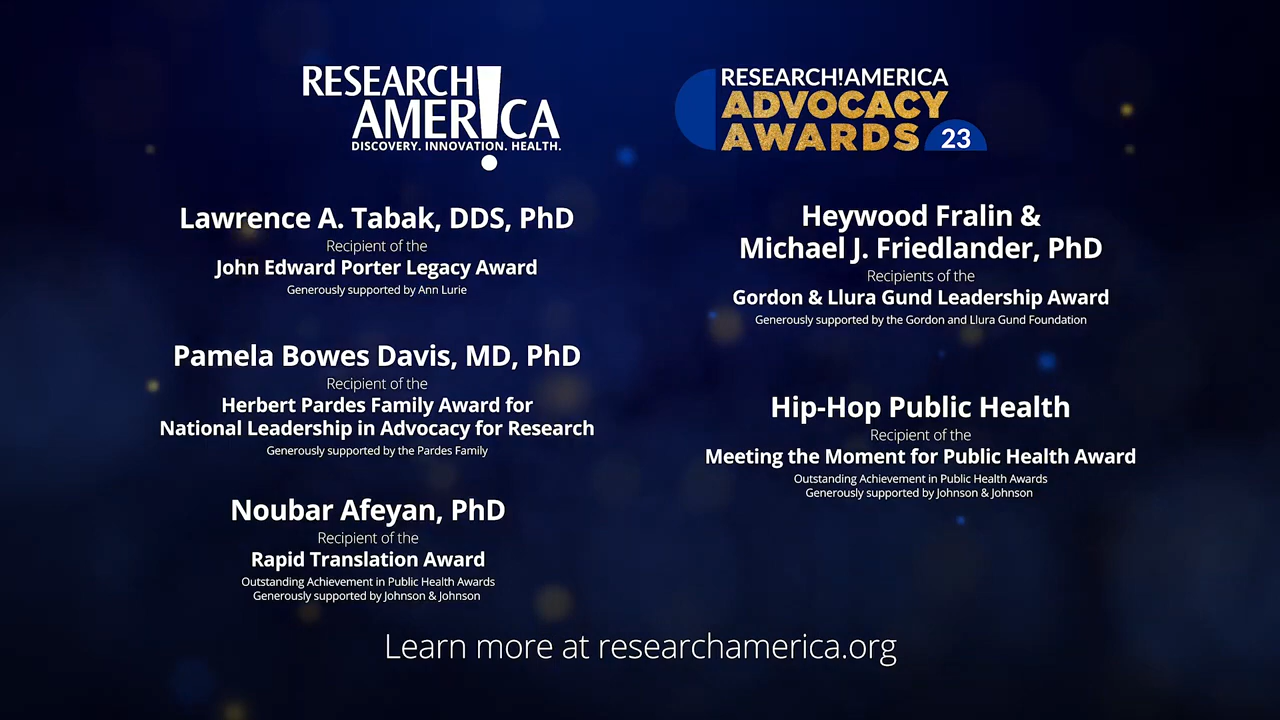 RESEARCH!
AMER!CA
DISCOVERY. INNOVATION. HEALTH.
RESEARCH!AMERICA
ADVOCACY
AWARDS 23
Lawrence A. Tabak, DDS, PhD
Recipient of the
John Edward Porter Legacy Award
Generously supported by Ann Lurie
Pamela Bowes Davis, MD, PhD
Recipient of the
Herbert Pardes Family Award for
National Leadership in Advocacy for Research
Generously supported by the Pardes Family
Noubar Afeyan, PhD
Recipient of the
Rapid Translation Award
Outstanding Achievement in Public Health Awards
Generously supported by Johnson & Johnson
Heywood Fralin &
Michael J. Friedlander, PhD
Recipients of the
Gordon & Llura Gund Leadership Award
Generously supported by the Gordon and Llura Gund Foundation
Hip-Hop Public Health
Recipient of the
Meeting the Moment for Public Health Award
Outstanding Achievement in Public Health Awards
Generously supported by Johnson & Johnson
Learn more at researchamerica.org